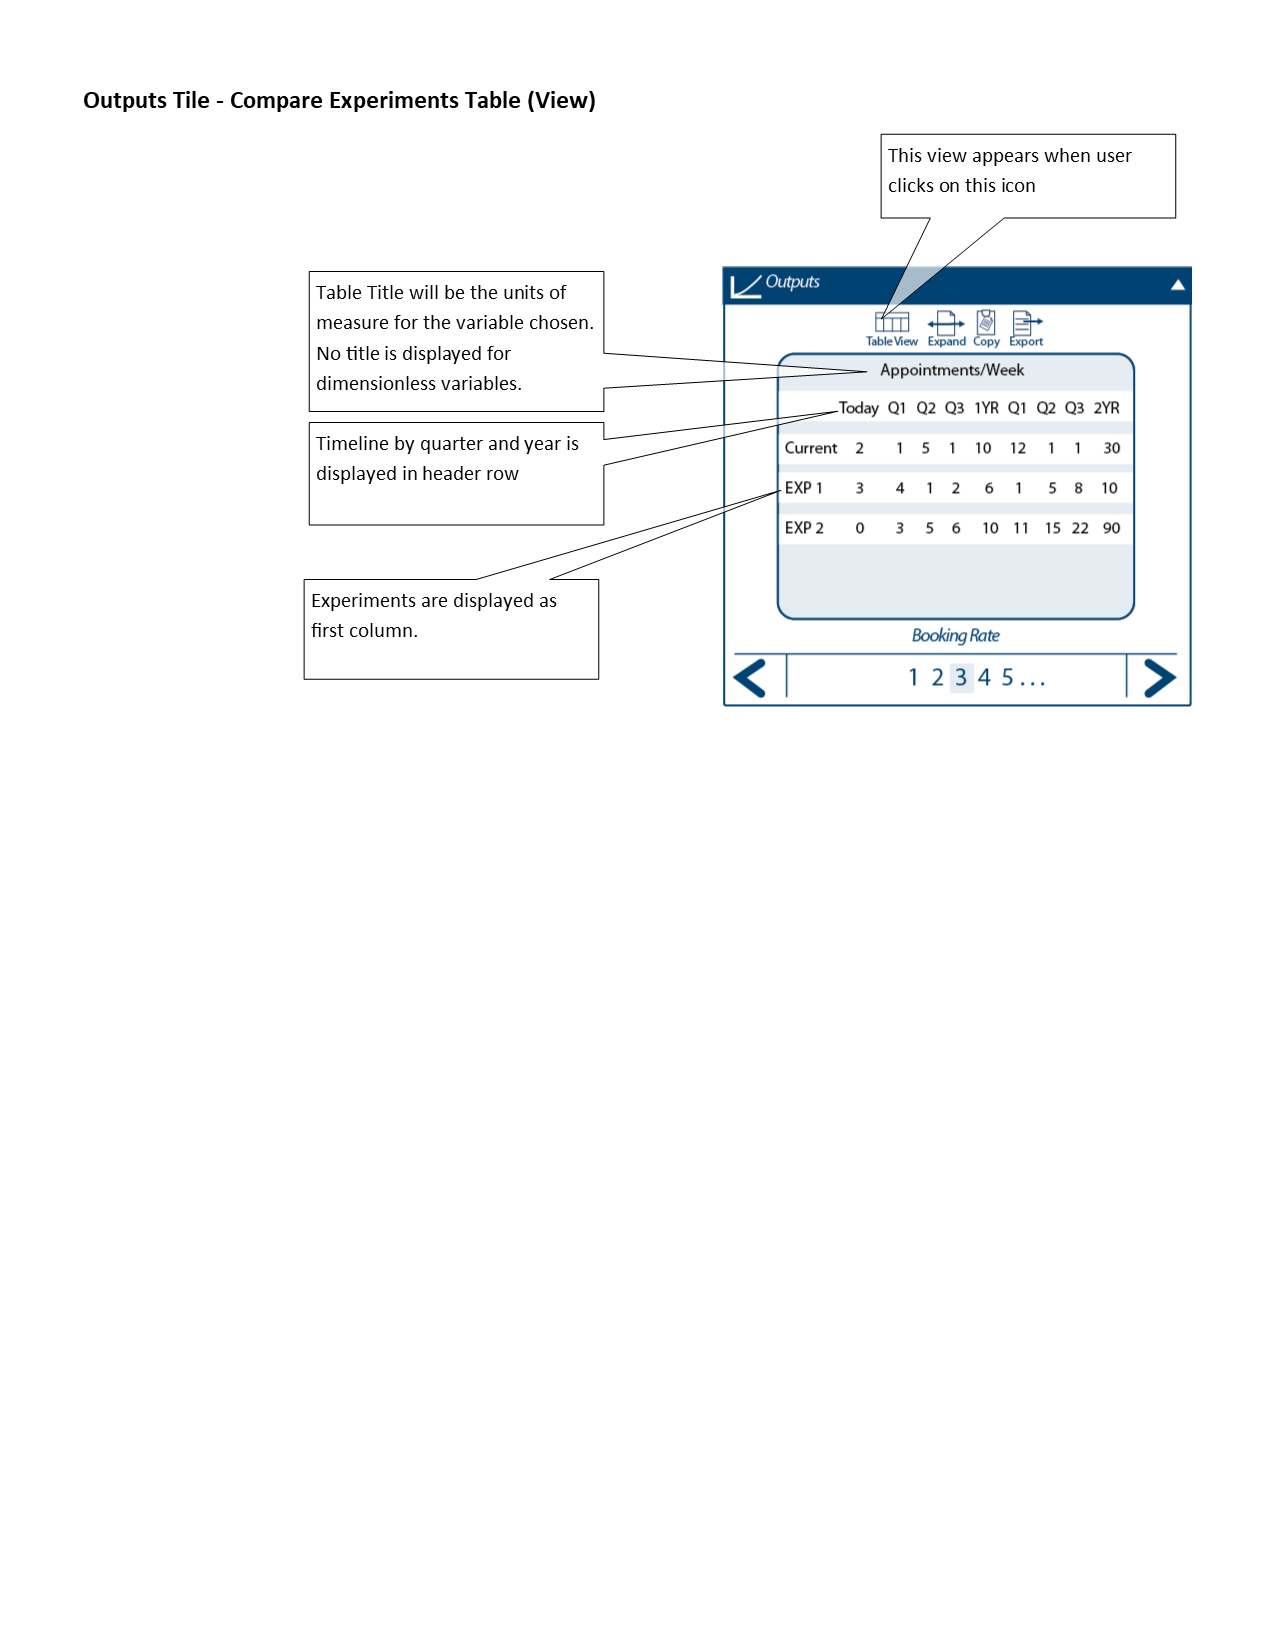 Outputs Tile - Compare Experiments Table (View)
This view appears when user
clicks on this icon
Table Title will be the units of
measure for the variable chosen.
No title is displayed for
dimensionless variables.
Timeline by quarter and year is
displayed in header row
Experiments are displayed as
first column.
Outputs
Table View Expand Copy Export
Appointments/Week
Today Q1 Q2 Q3 1YR Q1 Q2 Q3 2YR
Current 2 1 5 1 10 12 1 1 30
EXP 1 3 4 1 2 6 1 5 8 10
EXP 2 0 3 5 6 10 11 15 22 90
Booking Rate
1 2 3 4 5 . . .